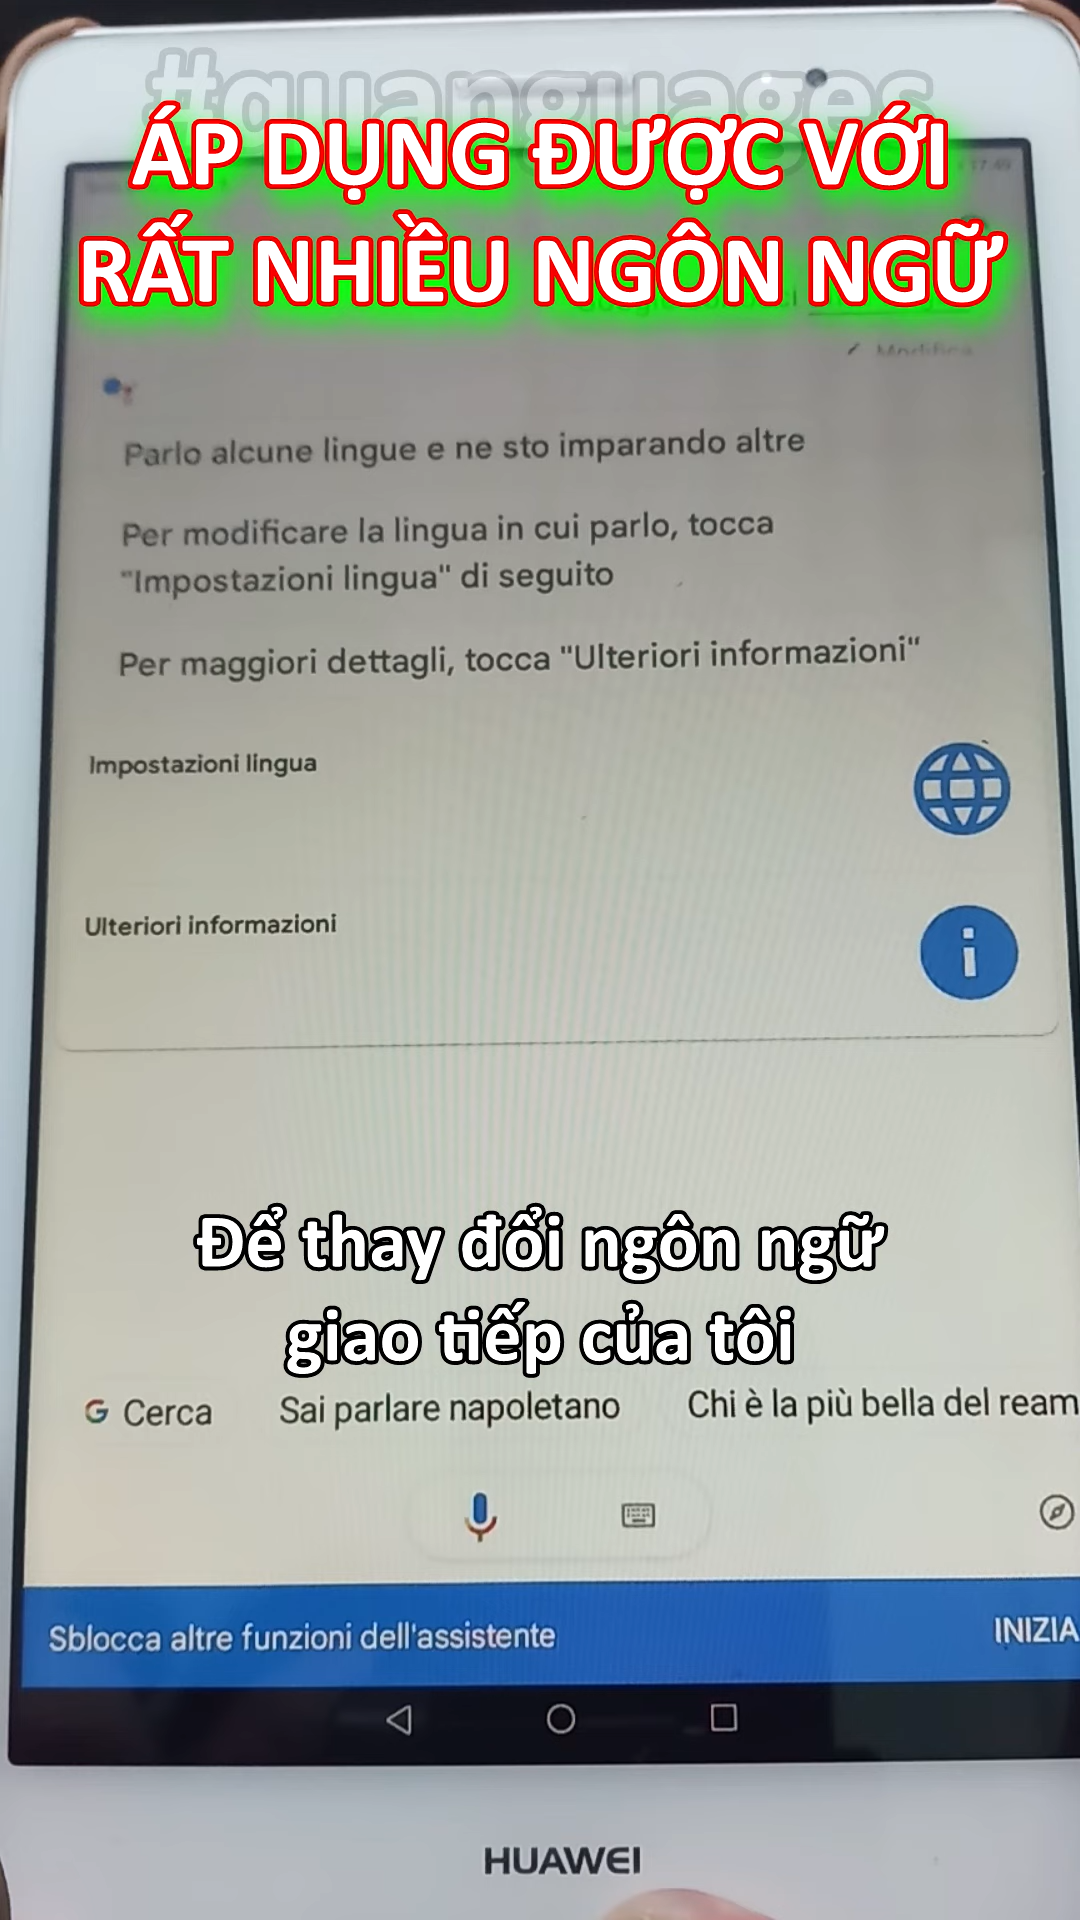 #quanguages
ÁP DỤNG ĐƯỢC VỚI
RẤT NHIỀU NGÔN NGỮ
17:49
Modifica
Parlo alcune lingue e ne sto imparando altre
Per modificare la lingua in cui parlo, tocca
"Impostazioni lingua" di seguito
Per maggiori dettagli, tocca "Ulteriori informazioni"
Impostazioni lingua
Ulteriori informazioni
Để thay đổi ngôn ngữ
giao tiếp của tôi
G Cerca Sai parlare napoletano Chi è la più bella del ream
Sblocca altre funzioni dell'assistente INIZIA
HUAWEI